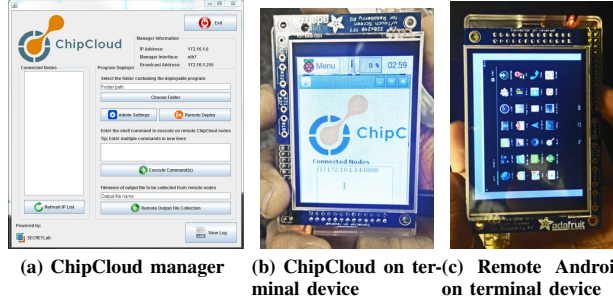 Exit
ChipCloud
Manager Information
IP Address: 172.16.1.6
Manager Interface: eth1
Broadcast Address: 172.16.1.255
Connected Nodes
Program Deployment
Select the folder containing the deployable program
Folder path
Choose Folder
Admin Settings
Remote Deploy
Enter the shell command to execute on remote ChipCloud nodes
Tip: Enter multiple commands in new lines
Execute Command(s)
Filename of output file to be collected from remote nodes
Output file name
Refresh IP List
Remote Output File Collection
Powered by:
SECRETLab
View Log
Menu
0 %
02:59
ChipC
Connected Nodes
adafruit
(a) ChipCloud manager
(b) ChipCloud on ter-
minal device
(c) Remote Androi
on terminal device